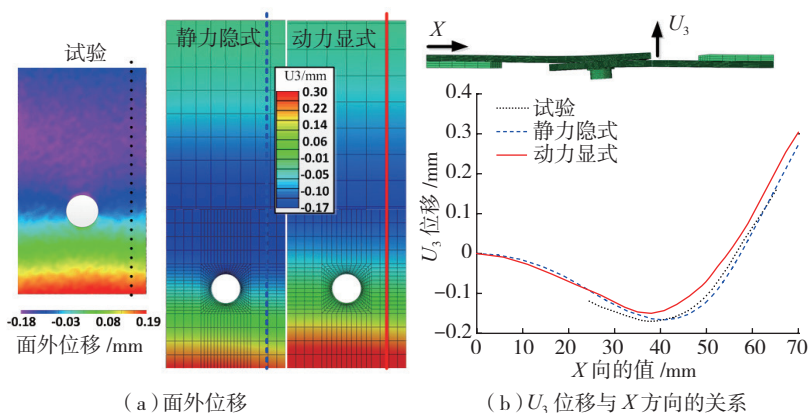 试验
静力隐式
动力显式
U3/mm
0.30
0.22
0.14
0.06
-0.01
-0.10
-0.17
-0.18 -0.03 0.08 0.19
面外位移 /mm
(a)面外位移
X
U3
试验
静力隐式
动力显式
U3 位移 /mm
0.4
0.3
0.2
0.1
0
-0.1
-0.2
0 10 20 30 40 50 60 70
X 向的值 /mm
(b)U3 位移与 X 方向的关系